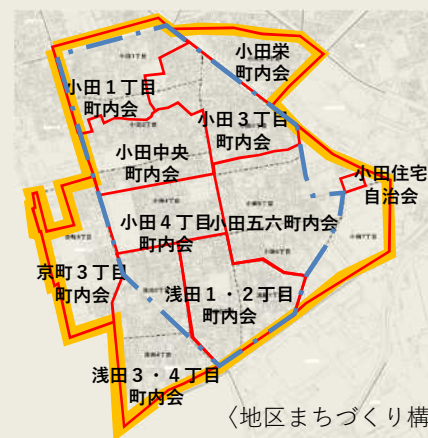 小田栄
町内会
小田１丁目
町内会
小田３丁目
町内会
小田中央
町内会
小田住宅
自治会
小田４丁目
町内会
小田五六町内会
京町３丁目
町内会
浅田１・２丁目
町内会
浅田３・４丁目
町内会
〈地区まちづくり構